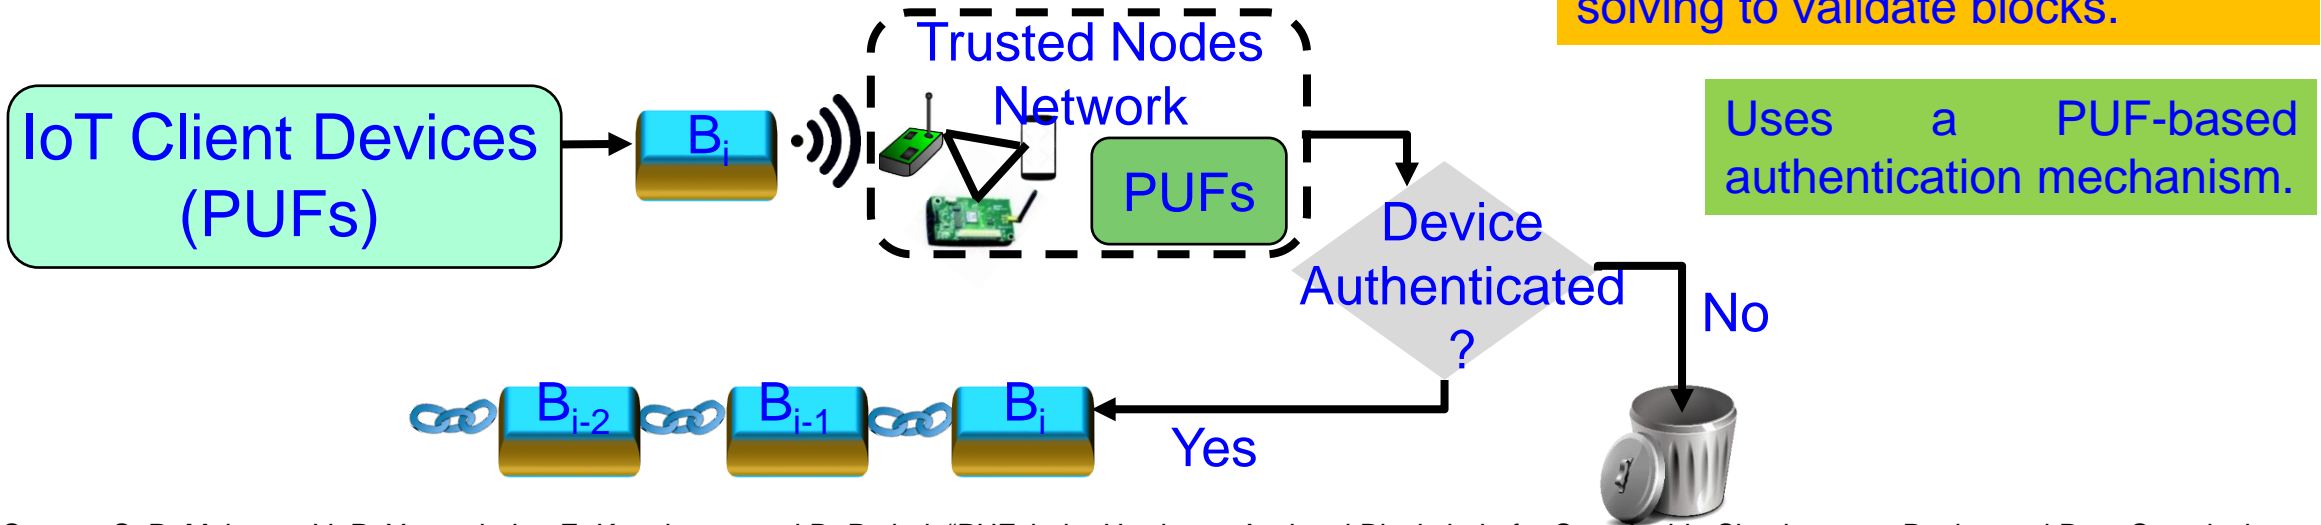 solving to validate blocks.
Trusted Nodes
Network
IoT Client Devices
(PUFs)
Bi
PUFs
Uses a PUF-based
authentication mechanism.
Device
Authenticated
?
No
Yes
Bi-2
Bi-1
Bi